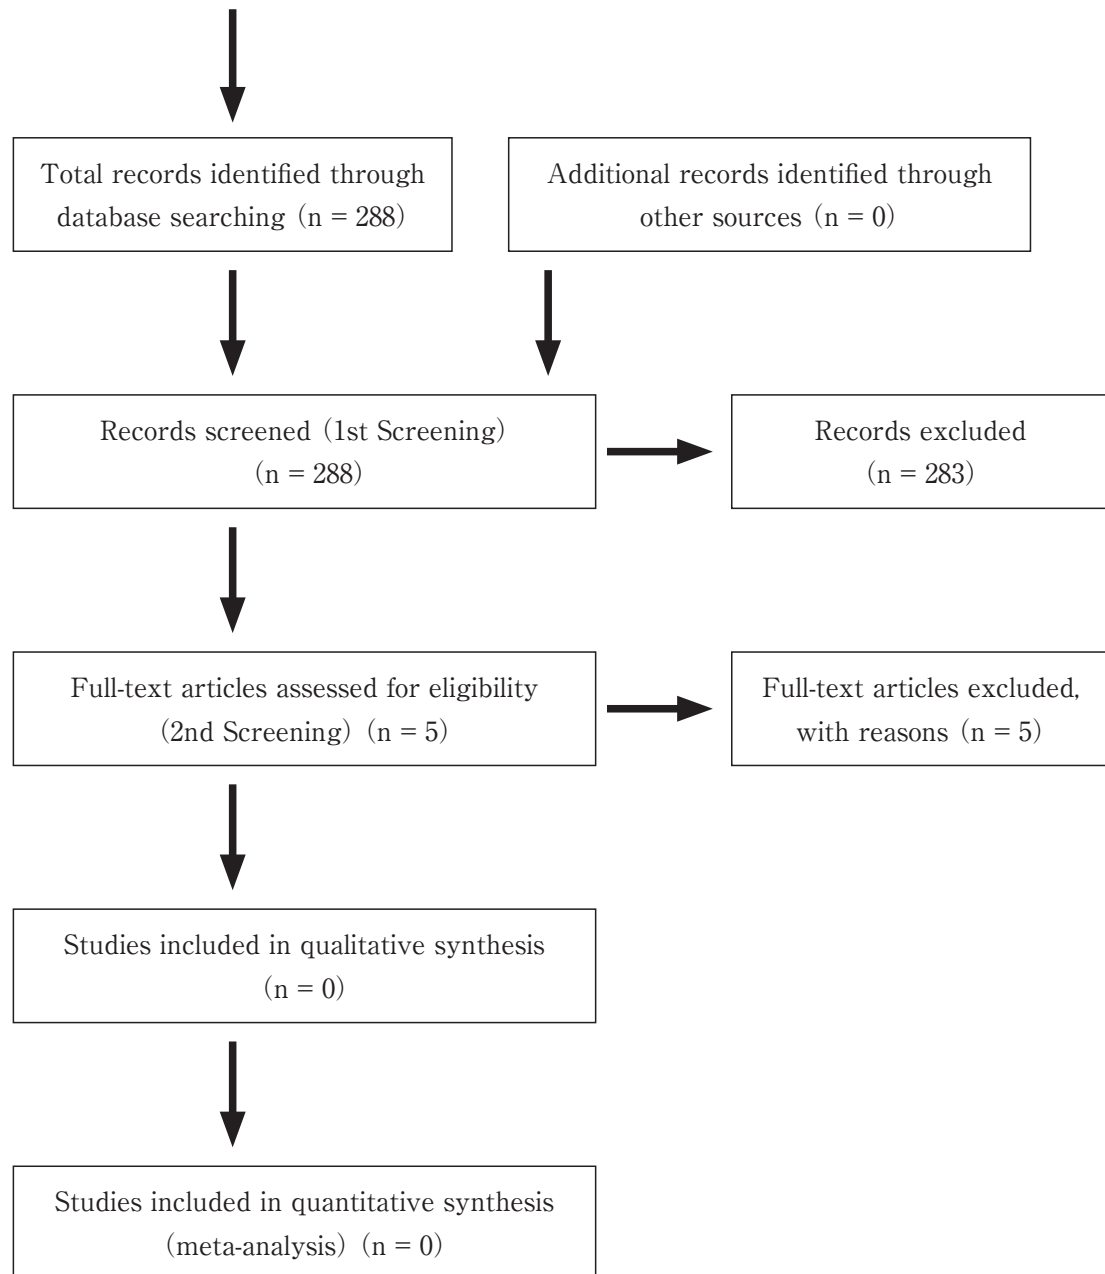 Total records identified through
database searching (n = 288)
Additional records identified through
other sources (n = 0)
Records screened (1st Screening)
(n = 288)
Records excluded
(n = 283)
Full-text articles assessed for eligibility
(2nd Screening) (n = 5)
Full-text articles excluded,
with reasons (n = 5)
Studies included in qualitative synthesis
(n = 0)
Studies included in quantitative synthesis
(meta-analysis) (n = 0)